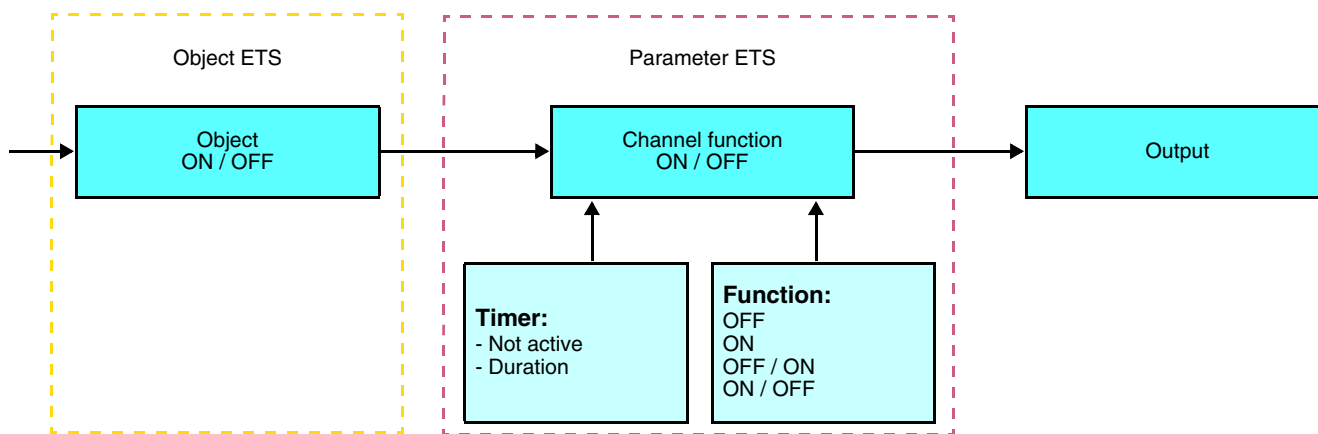 Object ETS
Parameter ETS
Object
ON / OFF
Channel function
ON / OFF
Output
Timer:
- Not active
- Duration
Function:
OFF
ON
OFF / ON
ON / OFF